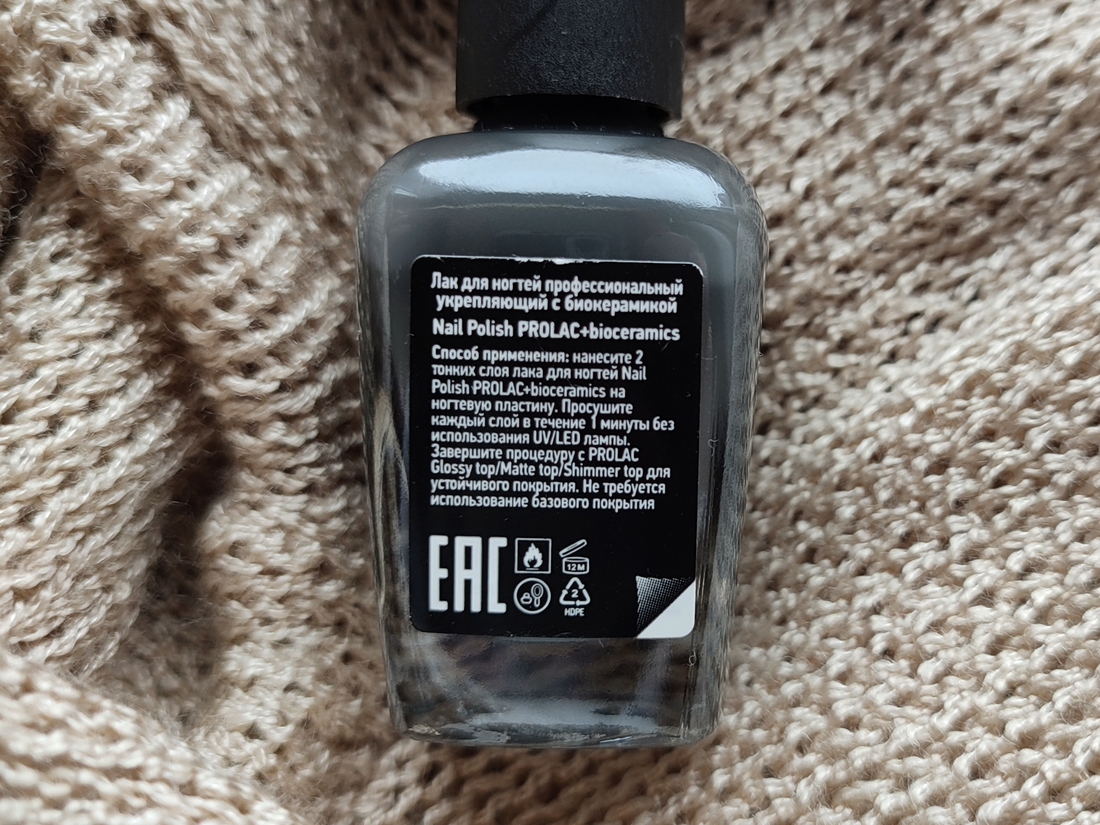 Лак для ногтей профессиональный
укрепляющий с биокерамикой
Nail Polish PROLAC+bioceramics
Способ применения: нанесите 2
тонких слоя лака для ногтей Nail
Polish PROLAC+bioceramics на
ногтевую пластину. Просушите
каждый слой в течение 1 минуты без
использования UV/LED лампы.
Завершите процедуру с PROLAC
Glossy top/Matte top/Shimmer top для
устойчивого покрытия. Не требуется
использование базового покрытия
EAC
12 M
2
HDPE